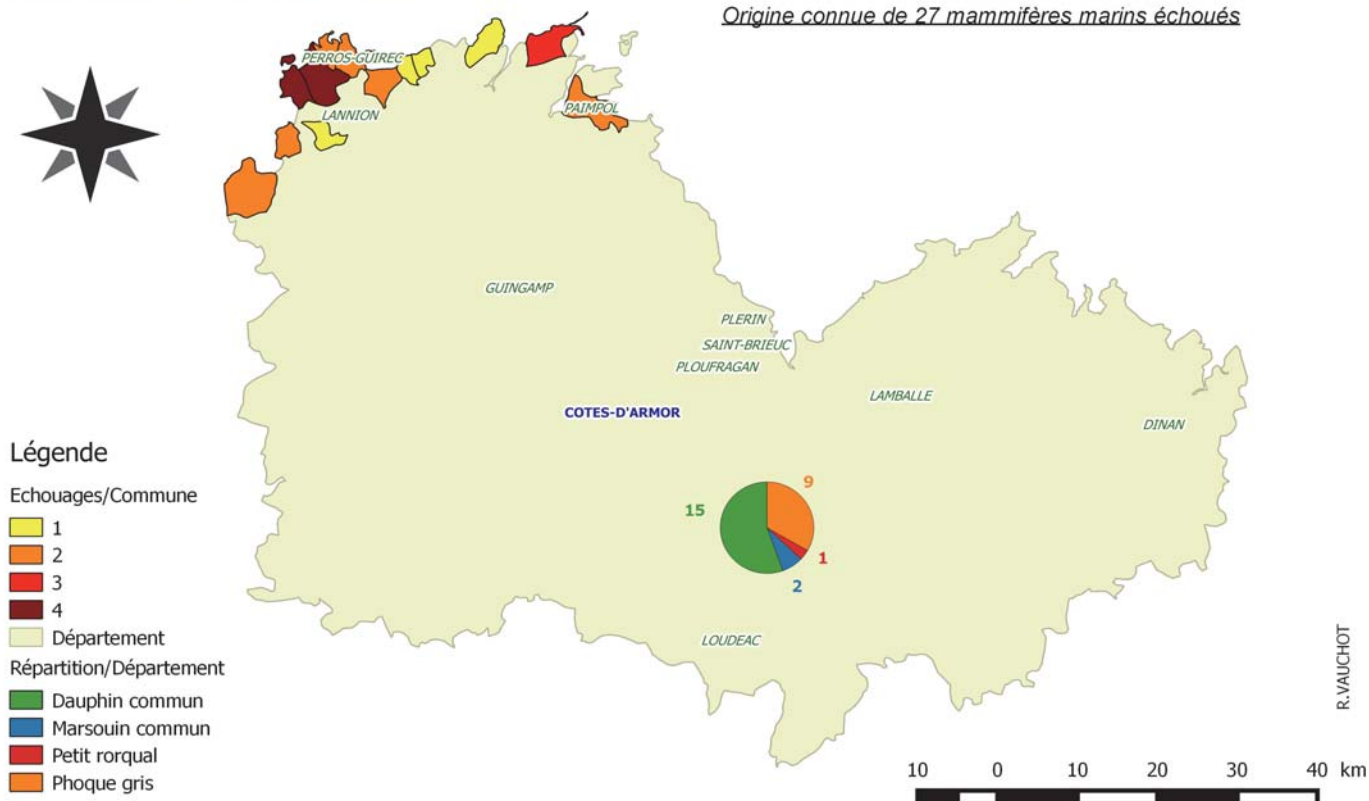 Origine connue de 27 mammifères marins échoués
PERROS-GUIREC
LANNION
PAIMPOL
GUINGAMP
PLERIN
SAINT-BRIEUC
PLOUFRAGAN
COTES-D'ARMOR
LAMBALLE
DINAN
LOUDEAC
15
9
1
2
Légende
Echouages/Commune
1
2
3
4
Département
Répartition/Département
Dauphin commun
Marsouin commun
Petit rorqual
Phoque gris
R.VAUCHOT
10 0 10 20 30 40 km